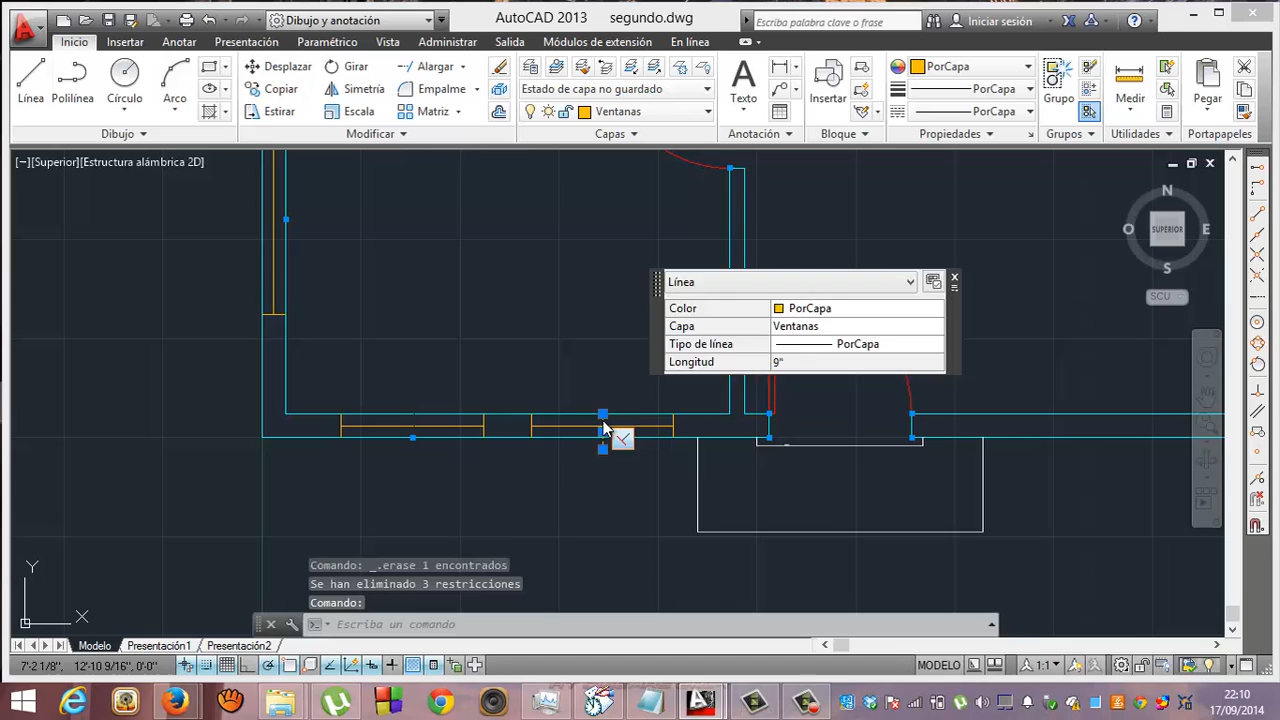 Dibujo y anotación
AutoCAD 2013 segundo.dwg
Escriba palabra clave o frase
Iniciar sesión
Inicio Insertar Anotar Presentación Paramétrico Vista Administrar Salida Módulos de extensión En línea
Línea Polilínea Círculo Arco
Desplazar Girar Alargar
Copiar Simetría Empalme
Estirar Escala Matriz
Estado de capa no guardado
Ventanas
Texto
Insertar
PorCapa
PorCapa
PorCapa
Grupo
Medir
Pegar
Dibujo Modificar Capas Anotación Bloque Propiedades Grupos Utilidades Portapapeles
[−][Superior][Estructura alámbrica 2D]
N
O SUPERIOR E
S
SCU
Línea
Color PorCapa
Capa Ventanas
Tipo de línea PorCapa
Longitud 9"
Comando: _.erase 1 encontrados
Se han eliminado 3 restricciones
Comando:
Escriba un comando
Y
X
Modelo Presentación1 Presentación2
7'-2 1/8", 12'-10 9/16", 0'-0"
MODELO
1:1
22:10
17/09/2014